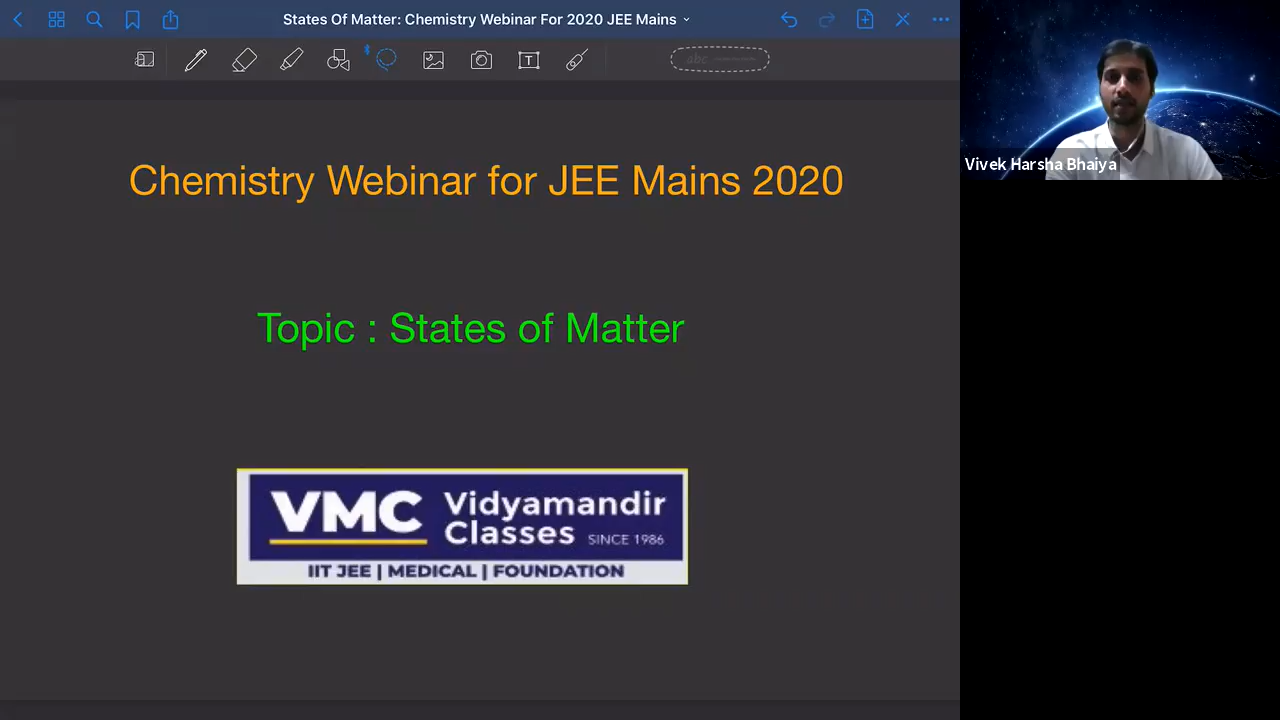 States Of Matter: Chemistry Webinar For 2020 JEE Mains
T
abc
Vivek Harsha Bhaiya
Chemistry Webinar for JEE Mains 2020
Topic : States of Matter
VMC
Vidyamandir
Classes
SINCE 1986
IIT JEE | MEDICAL | FOUNDATION